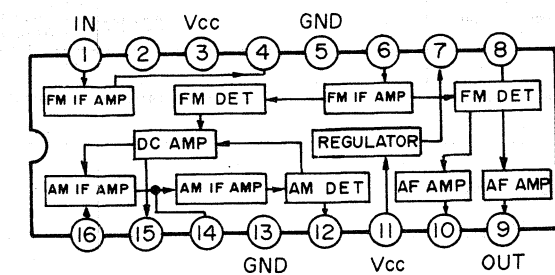 IN Vcc GND
1 2 3 4 5 6 7 8
FM IF AMP FM DET FM IF AMP FM DET
DC AMP REGULATOR
AM IF AMP AM IF AMP AM DET AF AMP AF AMP
16 15 14 13 12 11 10 9
GND Vcc OUT